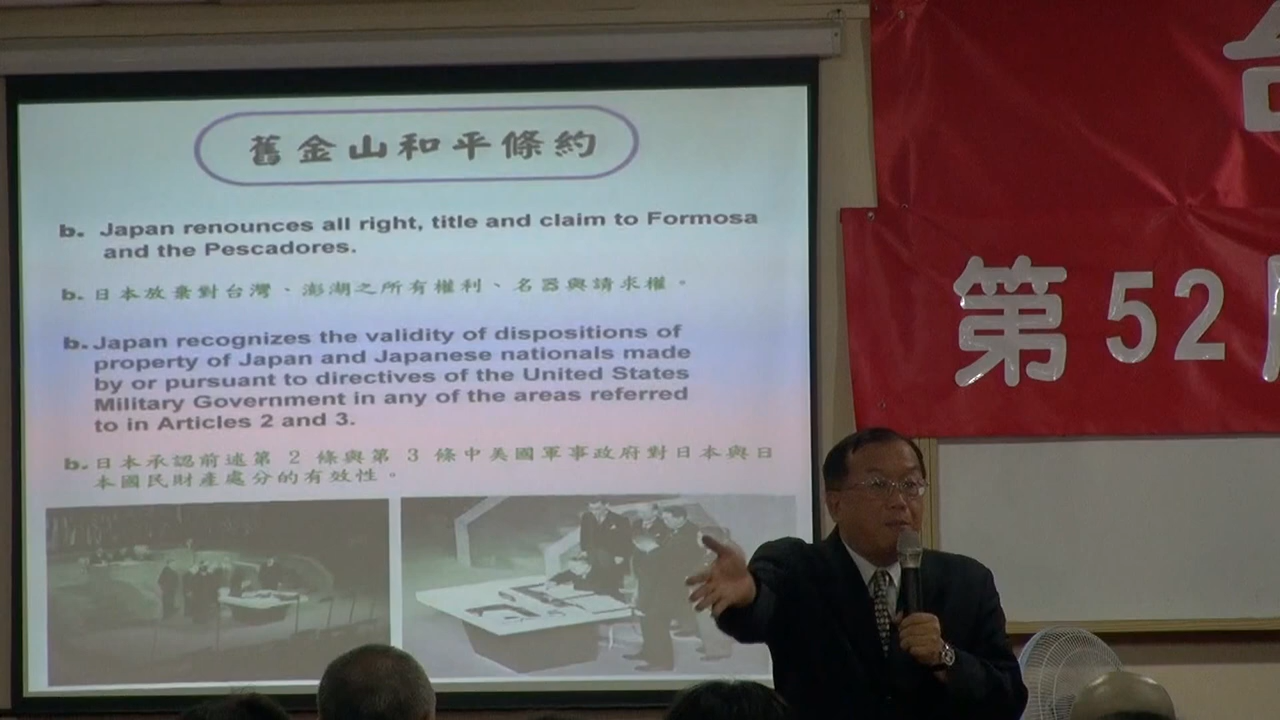 舊金山和平條約
b. Japan renounces all right, title and claim to Formosa
and the Pescadores.
b. 日本放棄對台灣、澎湖之所有權利、名器與請求權。
b. Japan recognizes the validity of dispositions of
property of Japan and Japanese nationals made
by or pursuant to directives of the United States
Military Government in any of the areas referred
to in Articles 2 and 3.
b. 日本承認前述第 2 條與第 3 條中美國軍事政府對日本與日
本國民財產處分的有效性。
第52